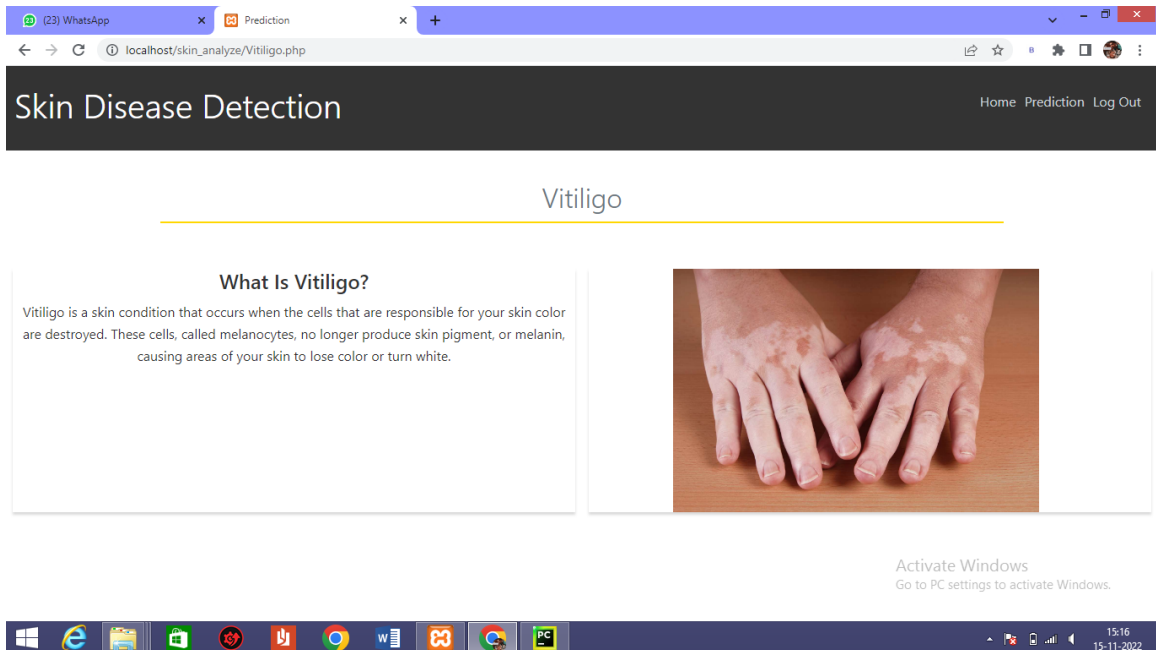 (23) WhatsApp
Prediction
localhost/skin_analyze/Vitiligo.php
Skin Disease Detection
Home Prediction Log Out
Vitiligo
What Is Vitiligo?
Vitiligo is a skin condition that occurs when the cells that are responsible for your skin color
are destroyed. These cells, called melanocytes, no longer produce skin pigment, or melanin,
causing areas of your skin to lose color or turn white.
Activate Windows
Go to PC settings to activate Windows.
PC
15:16
15-11-2022